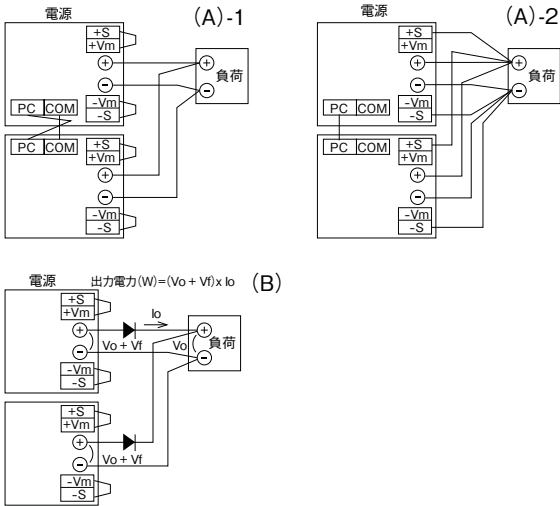 電源
(A)-1
+S
+Vm
+
−
負荷
+
−
PC COM
-Vm
-S
PC COM
+S
+Vm
+
−
-Vm
-S
電源
(A)-2
+S
+Vm
+
−
負荷
+
−
PC COM
-Vm
-S
PC COM
+S
+Vm
+
−
-Vm
-S
電源
出力電力(W)=(Vo + Vf)x Io
(B)
+S
+Vm
Io
+
Vo + Vf
Vo
+
負荷
−
−
-Vm
-S
+S
+Vm
+
Vo + Vf
−
-Vm
-S